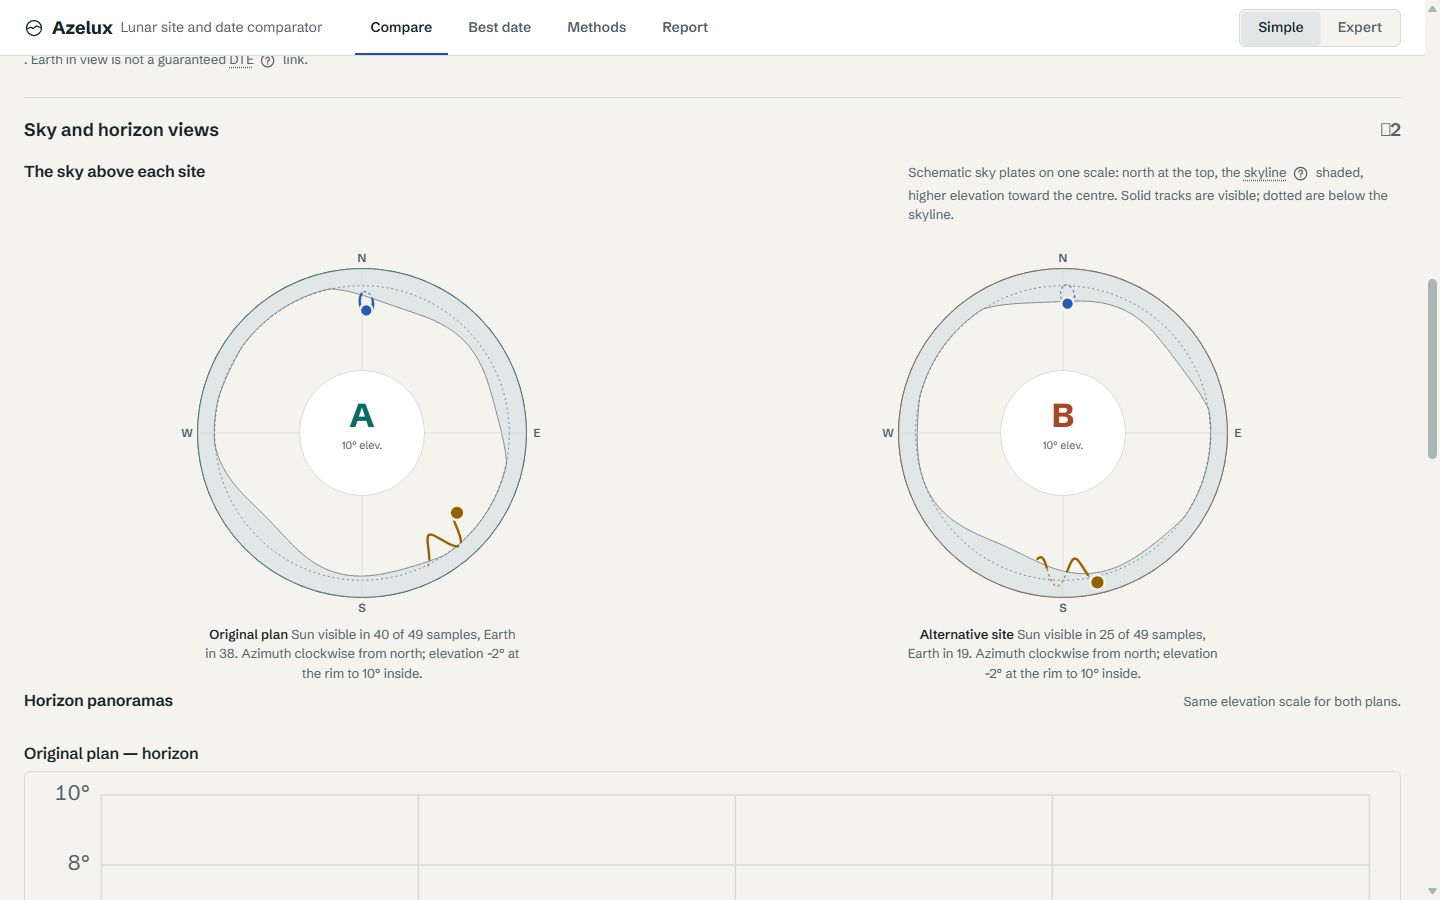 Azelux Lunar site and date comparator Compare Best date Methods Report Simple Expert
. Earth in view is not a guaranteed DTE ? link.
Sky and horizon views
2
The sky above each site
Schematic sky plates on one scale: north at the top, the skyline ? shaded,
higher elevation toward the centre. Solid tracks are visible; dotted are below the
skyline.
N
W
A
10° elev.
E
S
N
W
B
10° elev.
E
S
Original plan Sun visible in 40 of 49 samples, Earth
in 38. Azimuth clockwise from north; elevation -2° at
the rim to 10° inside.
Alternative site Sun visible in 25 of 49 samples,
Earth in 19. Azimuth clockwise from north; elevation
-2° at the rim to 10° inside.
Horizon panoramas
Same elevation scale for both plans.
Original plan — horizon
10°
8°